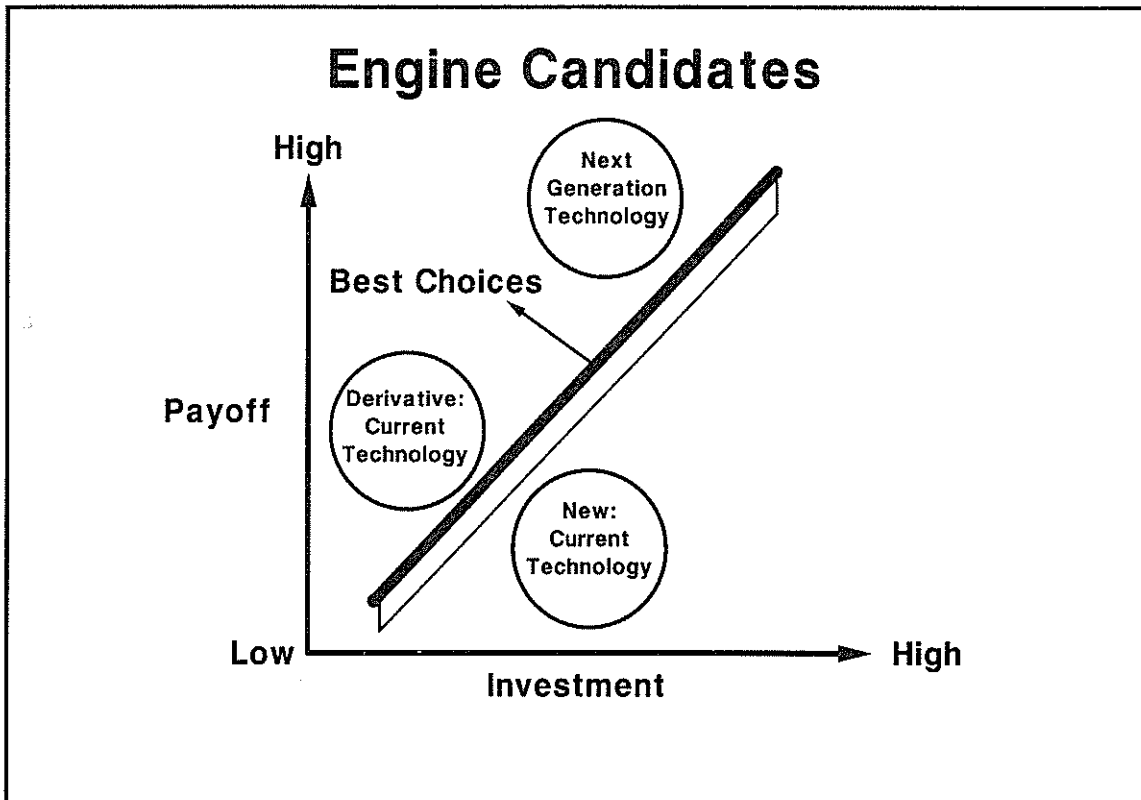 Engine Candidates
High
Next
Generation
Technology
Best Choices
Payoff
Derivative:
Current
Technology
New:
Current
Technology
Low
High
Investment